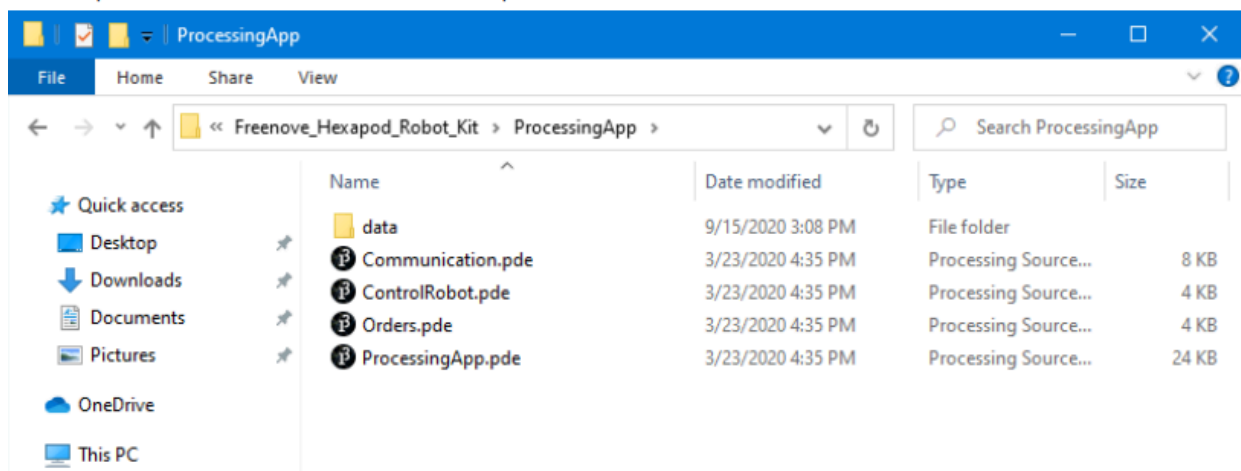 ProcessingApp
File Home Share View
« Freenove_Hexapod_Robot_Kit > ProcessingApp > Search ProcessingApp
Name Date modified Type Size
Quick access
data 9/15/2020 3:08 PM File folder
Desktop
Communication.pde 3/23/2020 4:35 PM Processing Source... 8 KB
Downloads
ControlRobot.pde 3/23/2020 4:35 PM Processing Source... 4 KB
Documents
Orders.pde 3/23/2020 4:35 PM Processing Source... 4 KB
Pictures
ProcessingApp.pde 3/23/2020 4:35 PM Processing Source... 24 KB
OneDrive
This PC